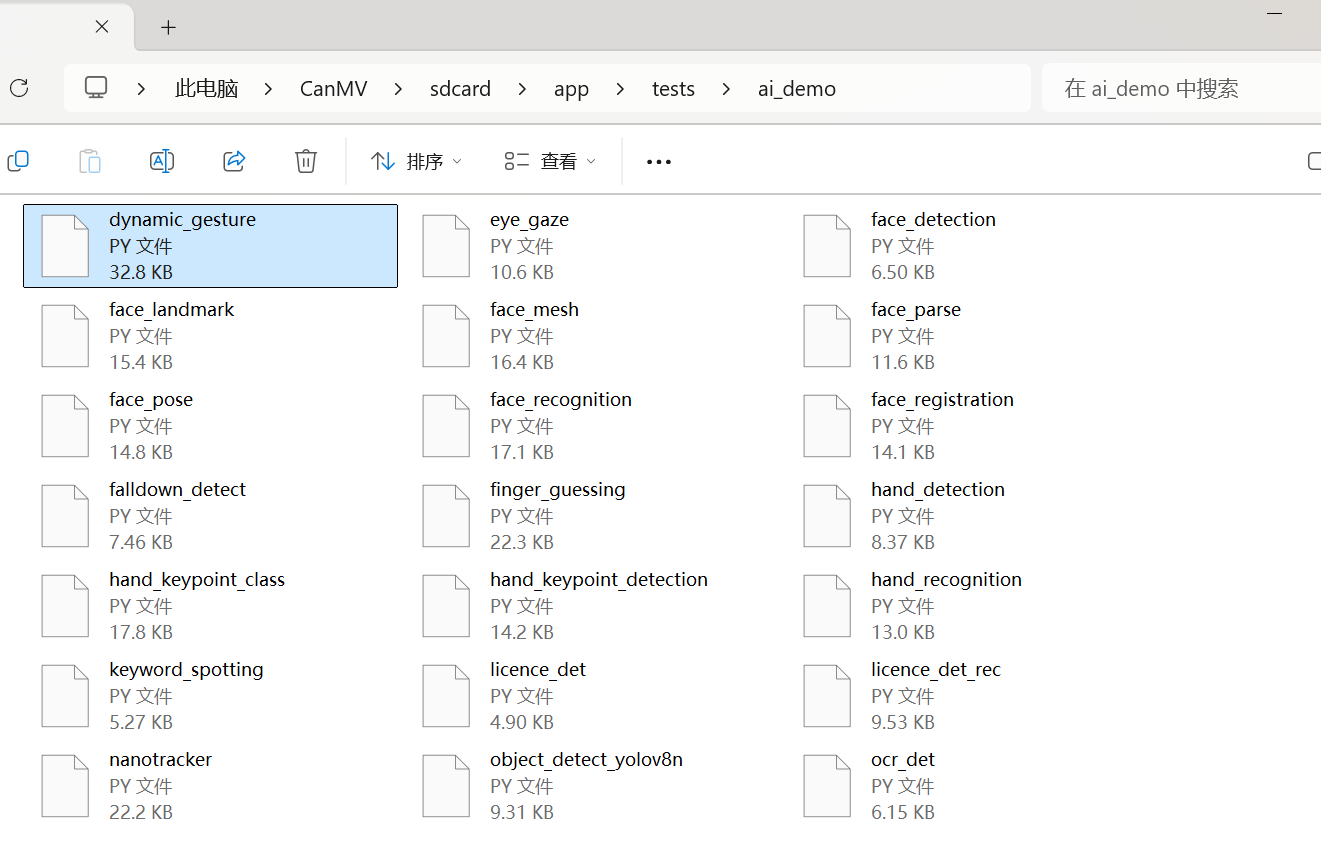 此电脑 > CanMV > sdcard > app > tests > ai_demo
在 ai_demo 中搜索
排序
查看
dynamic_gesture
PY 文件
32.8 KB
eye_gaze
PY 文件
10.6 KB
face_detection
PY 文件
6.50 KB
face_landmark
PY 文件
15.4 KB
face_mesh
PY 文件
16.4 KB
face_parse
PY 文件
11.6 KB
face_pose
PY 文件
14.8 KB
face_recognition
PY 文件
17.1 KB
face_registration
PY 文件
14.1 KB
falldown_detect
PY 文件
7.46 KB
finger_guessing
PY 文件
22.3 KB
hand_detection
PY 文件
8.37 KB
hand_keypoint_class
PY 文件
17.8 KB
hand_keypoint_detection
PY 文件
14.2 KB
hand_recognition
PY 文件
13.0 KB
keyword_spotting
PY 文件
5.27 KB
licence_det
PY 文件
4.90 KB
licence_det_rec
PY 文件
9.53 KB
nanotracker
PY 文件
22.2 KB
object_detect_yolov8n
PY 文件
9.31 KB
ocr_det
PY 文件
6.15 KB